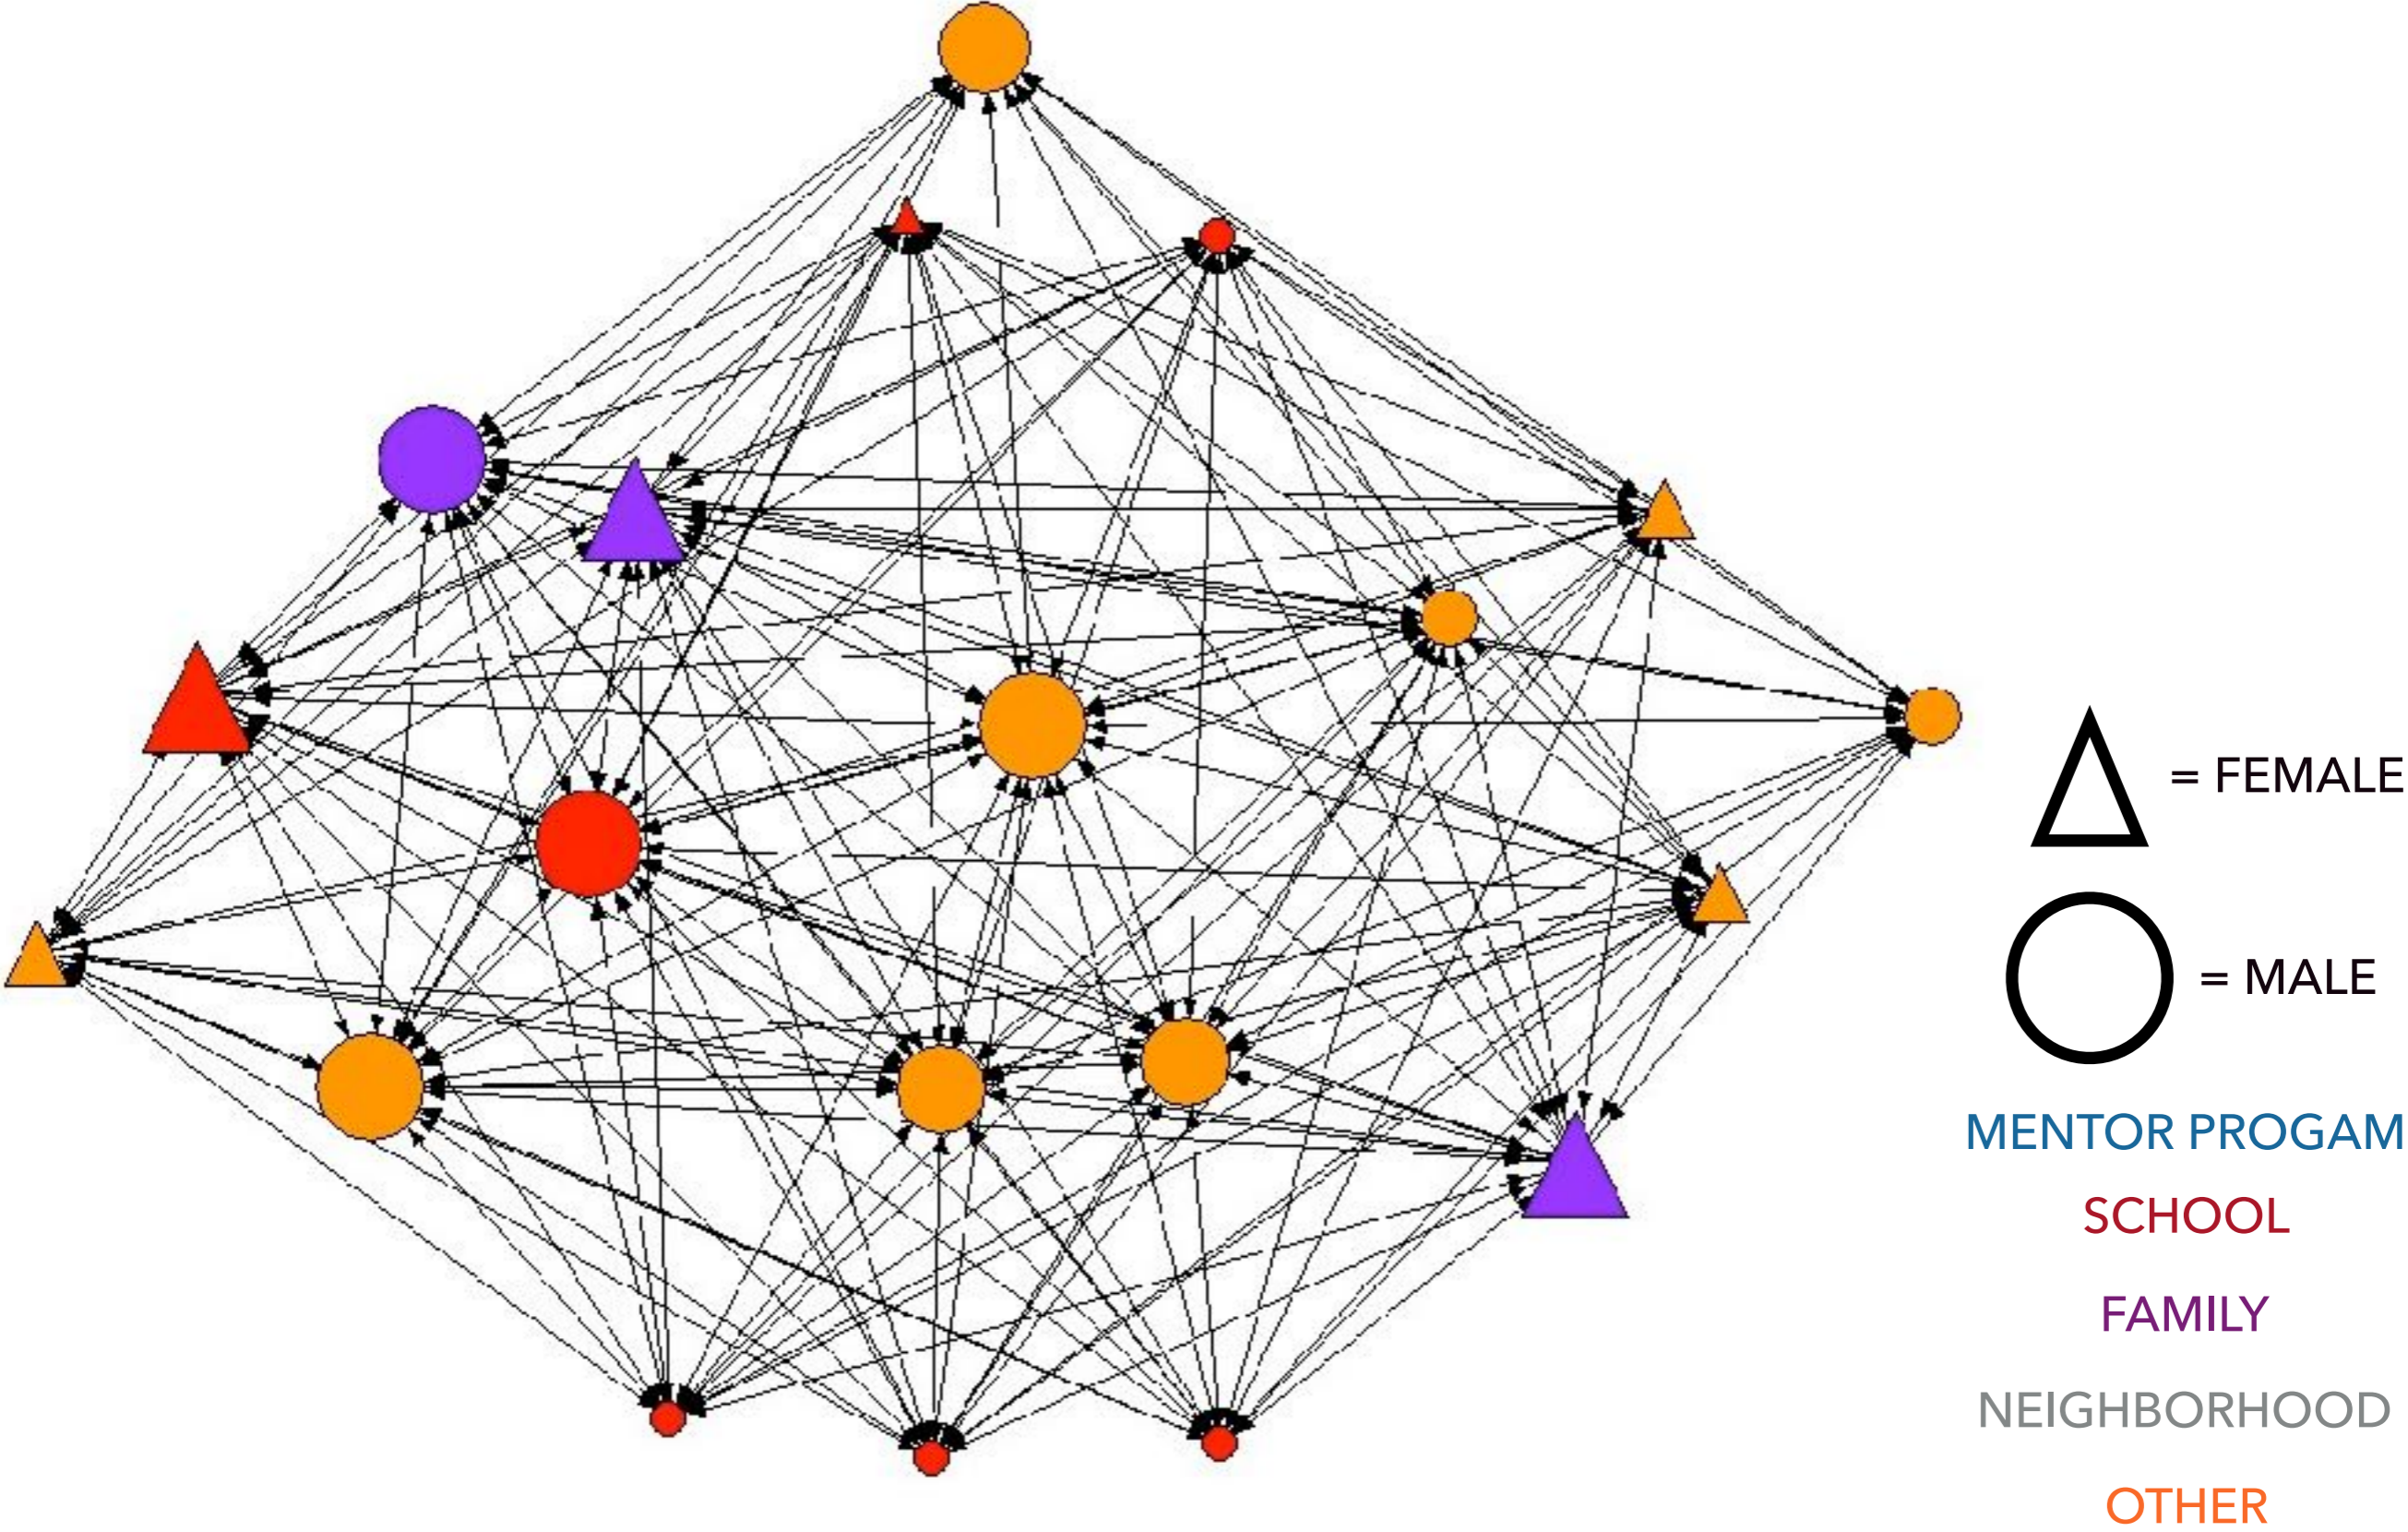 = FEMALE
= MALE
MENTOR PROGAM
SCHOOL
FAMILY
NEIGHBORHOOD
OTHER